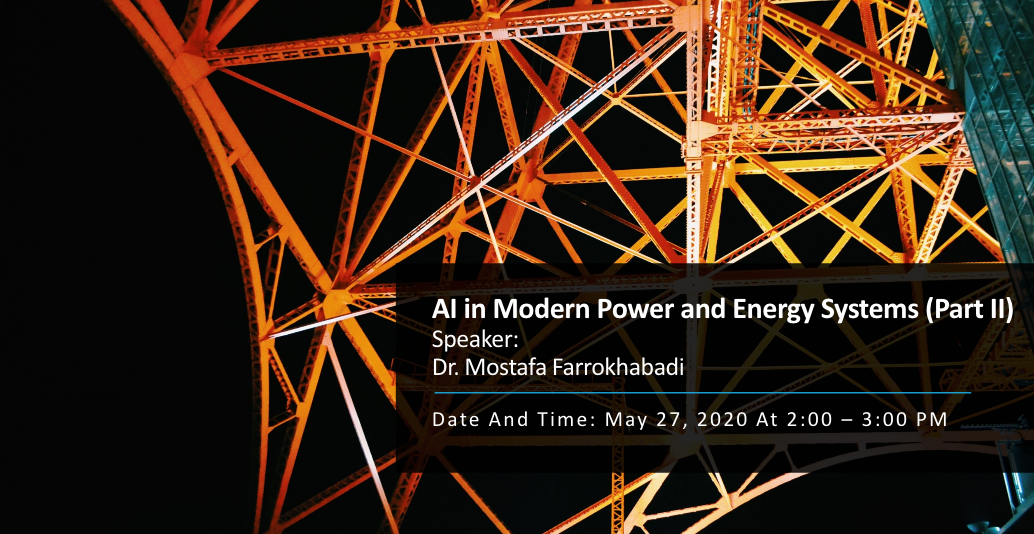 AI in Modern Power and Energy Systems (Part II)
Speaker:
Dr. Mostafa Farrokhabadi
Date And Time: May 27, 2020 At 2:00 – 3:00 PM